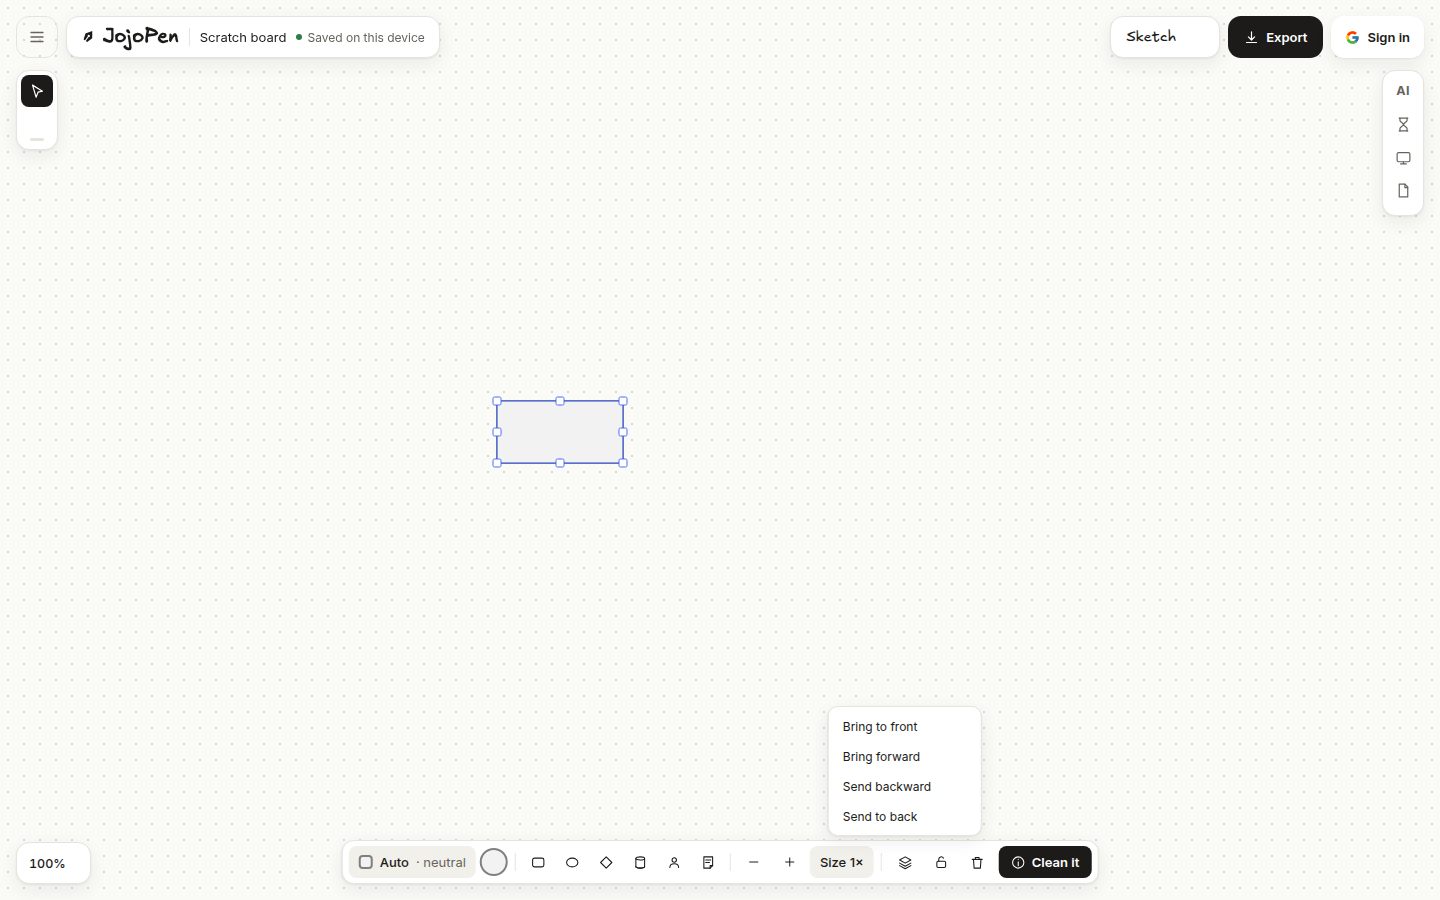 JojoPen Scratch board Saved on this device
Sketch Export Sign in
AI
Bring to front
Bring forward
Send backward
Send to back
100%
Auto · neutral Size 1× Clean it